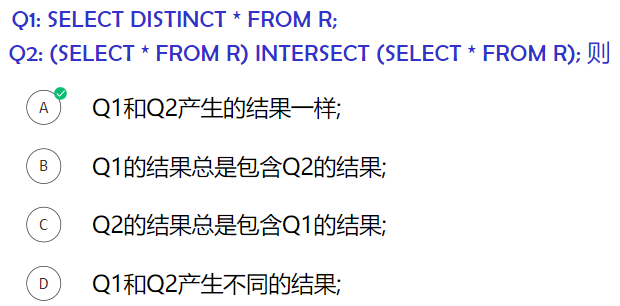 Q1: SELECT DISTINCT * FROM R;
Q2: (SELECT * FROM R) INTERSECT (SELECT * FROM R); 则
A Q1和Q2产生的结果一样;
B Q1的结果总是包含Q2的结果;
C Q2的结果总是包含Q1的结果;
D Q1和Q2产生不同的结果;